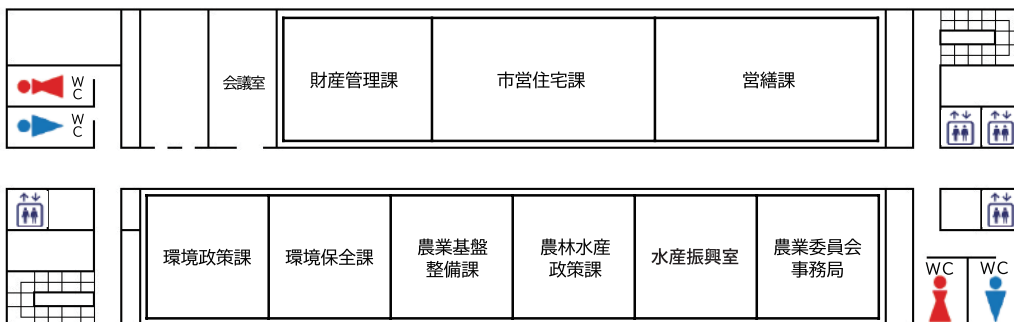 WC
WC
会議室
財産管理課
市営住宅課
営繕課
環境政策課
環境保全課
農業基盤
整備課
農林水産
政策課
水産振興室
農業委員会
事務局
WC
WC